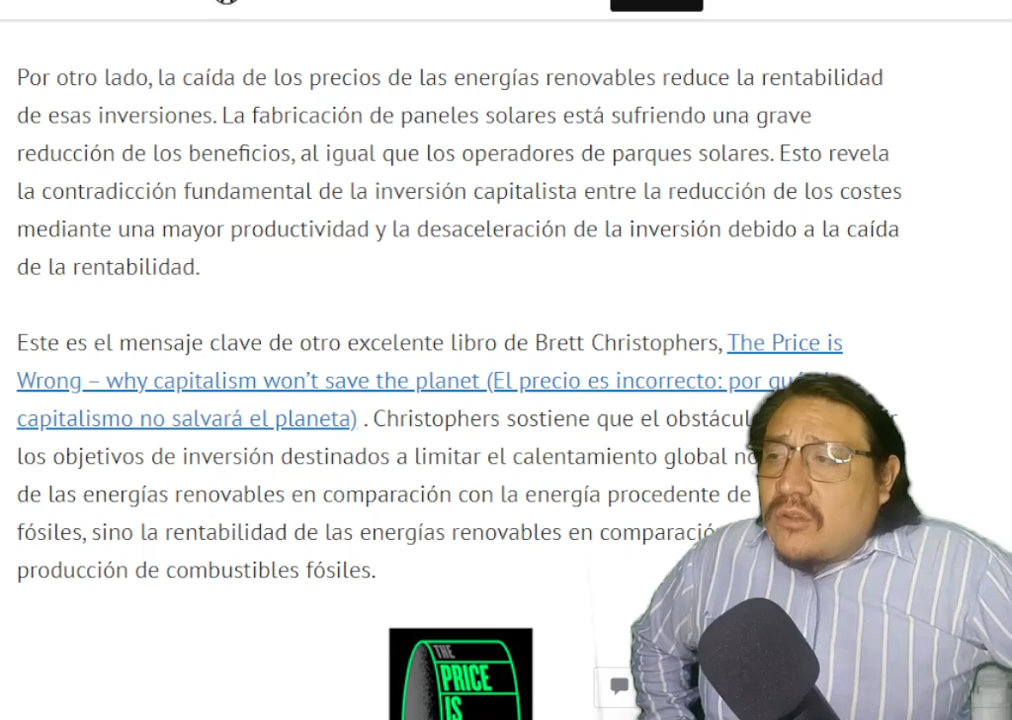 Por otro lado, la caída de los precios de las energías renovables reduce la rentabilidad
de esas inversiones. La fabricación de paneles solares está sufriendo una grave
reducción de los beneficios, al igual que los operadores de parques solares. Esto revela
la contradicción fundamental de la inversión capitalista entre la reducción de los costes
mediante una mayor productividad y la desaceleración de la inversión debido a la caída
de la rentabilidad.
Este es el mensaje clave de otro excelente libro de Brett Christophers, The Price is
Wrong – why capitalism won’t save the planet (El precio es incorrecto: por
capitalismo no salvará el planeta) . Christophers sostiene que el
los objetivos de inversión destinados a limitar el calentamiento global
de las energías renovables en comparación con la energía procedente de
fósiles, sino la rentabilidad de las energías renovables en
producción de combustibles fósiles.
THE
PRICE
IS